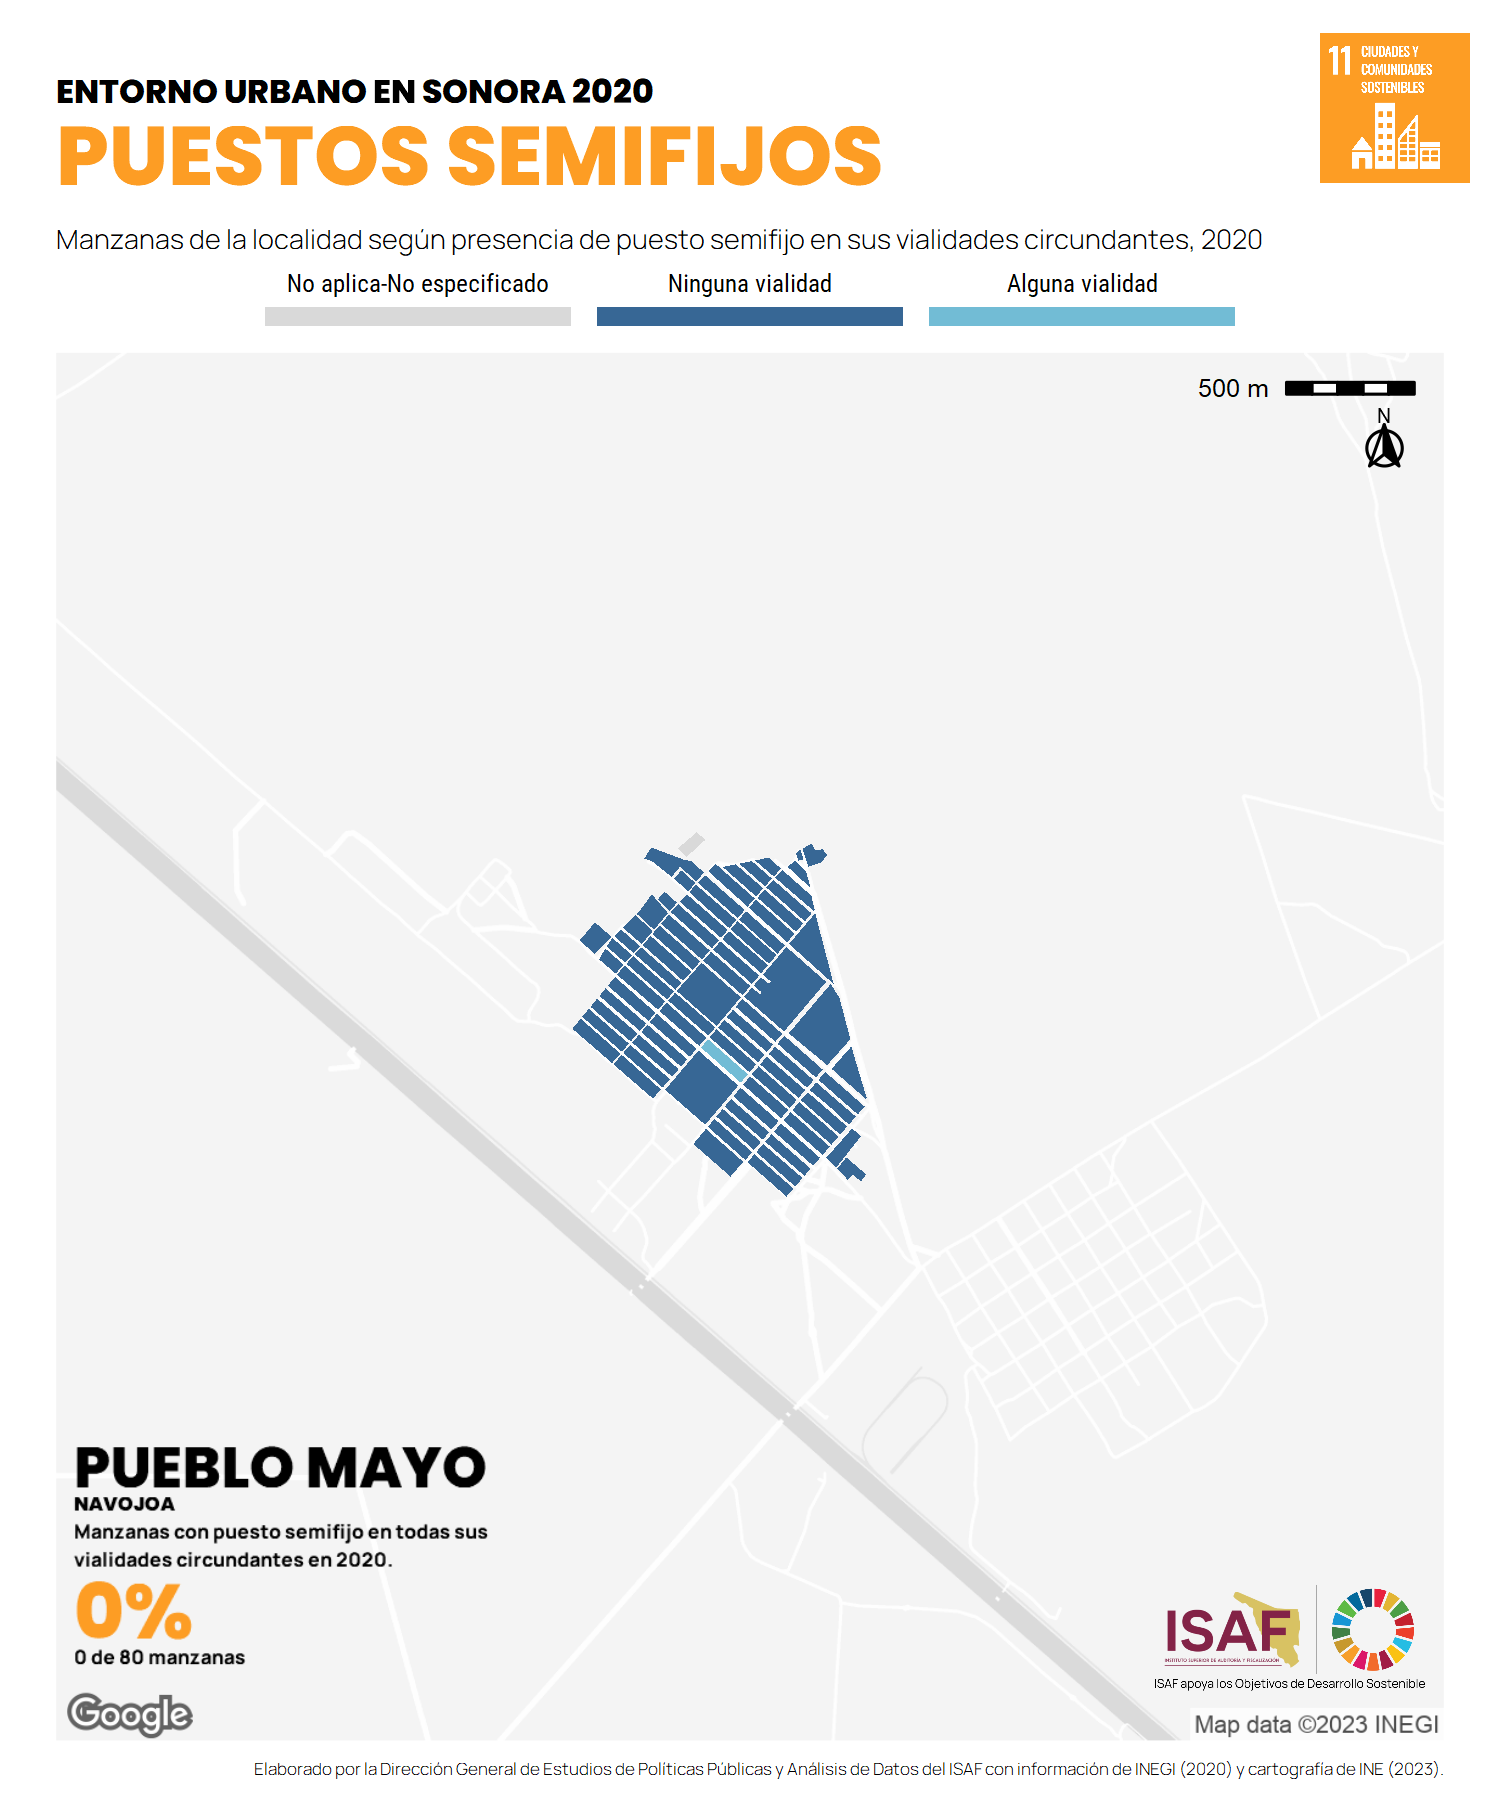 11 CIUDADES Y
COMUNIDADES
SOSTENIBLES
ENTORNO URBANO EN SONORA 2020
PUESTOS SEMIFIJOS
Manzanas de la localidad según presencia de puesto semifijo en sus vialidades circundantes, 2020
No aplica-No especificado Ninguna vialidad Alguna vialidad
500 m
N
PUEBLO MAYO
NAVOJOA
Manzanas con puesto semifijo en todas sus
vialidades circundantes en 2020.
0%
0 de 80 manzanas
ISAF
INSTITUTO SUPERIOR DE AUDITORÍA Y FISCALIZACIÓN
ISAF apoya los Objetivos de Desarrollo Sostenible
Google
Map data ©2023 INEGI
Elaborado por la Dirección General de Estudios de Políticas Públicas y Análisis de Datos del ISAF con información de INEGI (2020) y cartografía de INE (2023).